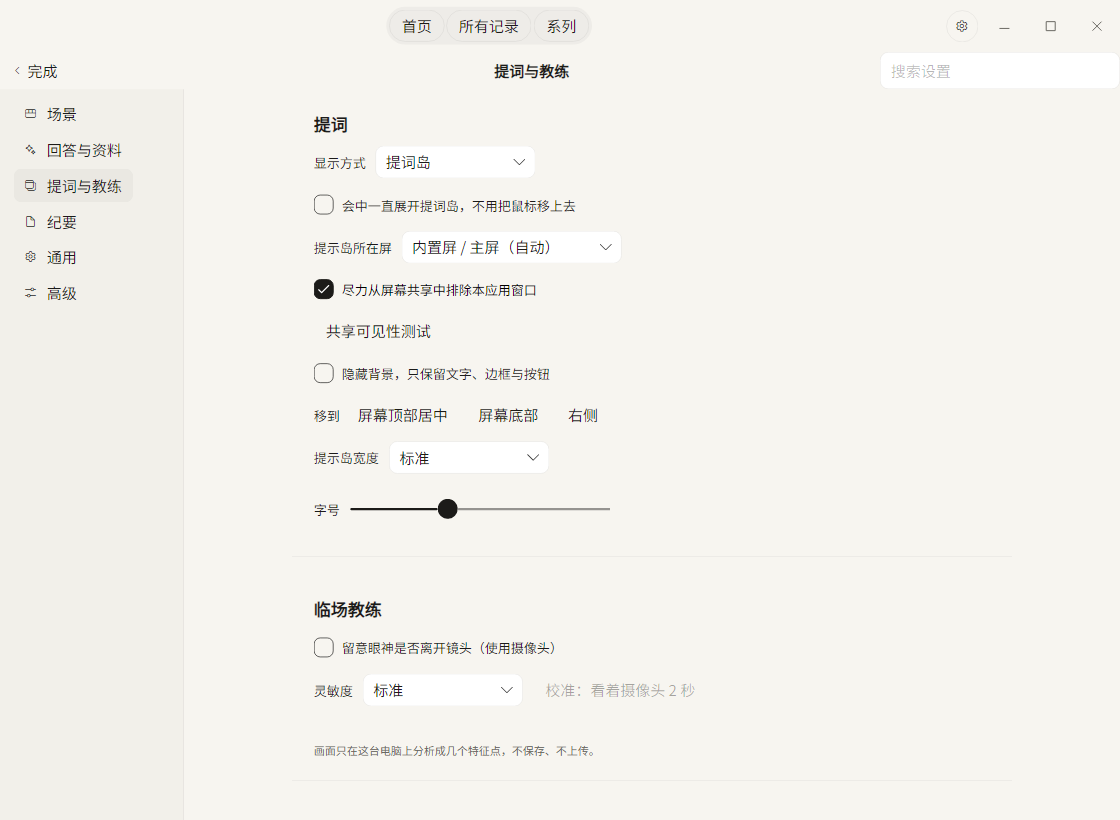 首页 所有记录 系列
完成
提词与教练
搜索设置
场景
回答与资料
提词与教练
纪要
通用
高级
提词
显示方式 提词岛
会中一直展开提词岛，不用把鼠标移上去
提示岛所在屏 内置屏 / 主屏（自动）
尽力从屏幕共享中排除本应用窗口
共享可见性测试
隐藏背景，只保留文字、边框与按钮
移到 屏幕顶部居中 屏幕底部 右侧
提示岛宽度 标准
字号
临场教练
留意眼神是否离开镜头（使用摄像头）
灵敏度 标准 校准：看着摄像头 2 秒
画面只在这台电脑上分析成几个特征点，不保存、不上传。